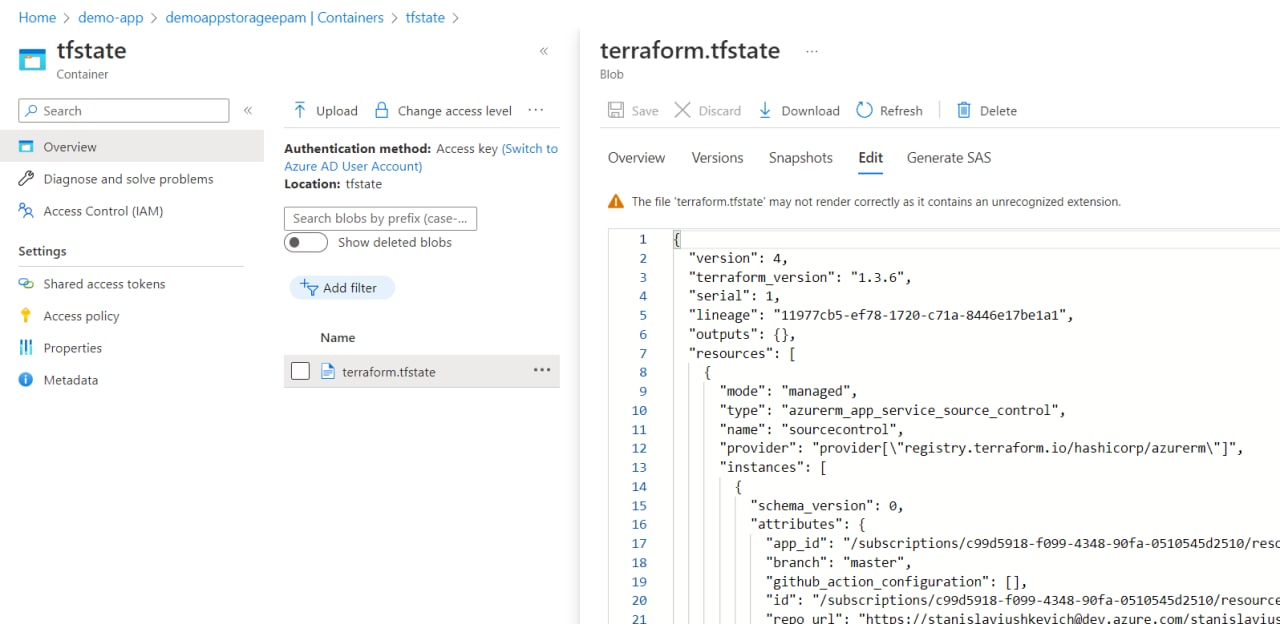 Home > demo-app > demoappstorageepam | Containers > tfstate >
tfstate
Container
«
Search
«
Overview
Diagnose and solve problems
Access Control (IAM)
Settings
Shared access tokens
Access policy
Properties
Metadata
Upload Change access level ...
Authentication method: Access key (Switch to
Azure AD User Account)
Location: tfstate
Search blobs by prefix (case-...
Show deleted blobs
Add filter
Name
terraform.tfstate ...
terraform.tfstate ...
Blob
Save Discard Download Refresh Delete
Overview Versions Snapshots Edit Generate SAS
The file 'terraform.tfstate' may not render correctly as it contains an unrecognized extension.
1 {
2 "version": 4,
3 "terraform_version": "1.3.6",
4 "serial": 1,
5 "lineage": "11977cb5-ef78-1720-c71a-8446e17be1a1",
6 "outputs": {},
7 "resources": [
8 {
9 "mode": "managed",
10 "type": "azurerm_app_service_source_control",
11 "name": "sourcecontrol",
12 "provider": "provider[\"registry.terraform.io/hashicorp/azurerm\"]",
13 "instances": [
14 {
15 "schema_version": 0,
16 "attributes": {
17 "app_id": "/subscriptions/c99d5918-f099-4348-90fa-0510545d2510/reso
18 "branch": "master",
19 "github_action_configuration": [],
20 "id": "/subscriptions/c99d5918-f099-4348-90fa-0510545d2510/resource
21 "repo_url": "https://stanislaviushkevich@dev.azure.com/stanislavius